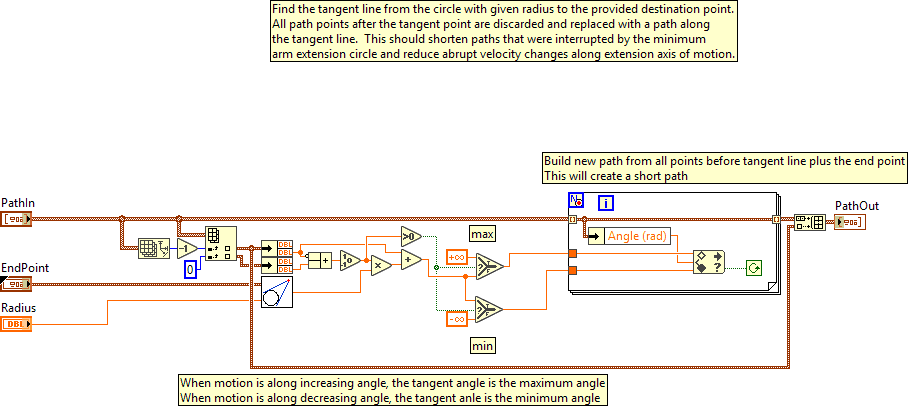 Find the tangent line from the circle with given radius to the provided destination point.
All path points after the tangent point are discarded and replaced with a path along
the tangent line. This should shorten paths that were interrupted by the minimum
arm extension circle and reduce abrupt velocity changes along extension axis of motion.
Build new path from all points before tangent line plus the end point
This will create a short path
PathIn
PathOut
EndPoint
Radius
DBL
-1
0
DBL
DBL
DBL
DBL
>0
max
+∞
-∞
min
N
i
Angle (rad)
When motion is along increasing angle, the tangent angle is the maximum angle
When motion is along decreasing angle, the tangent anle is the minimum angle